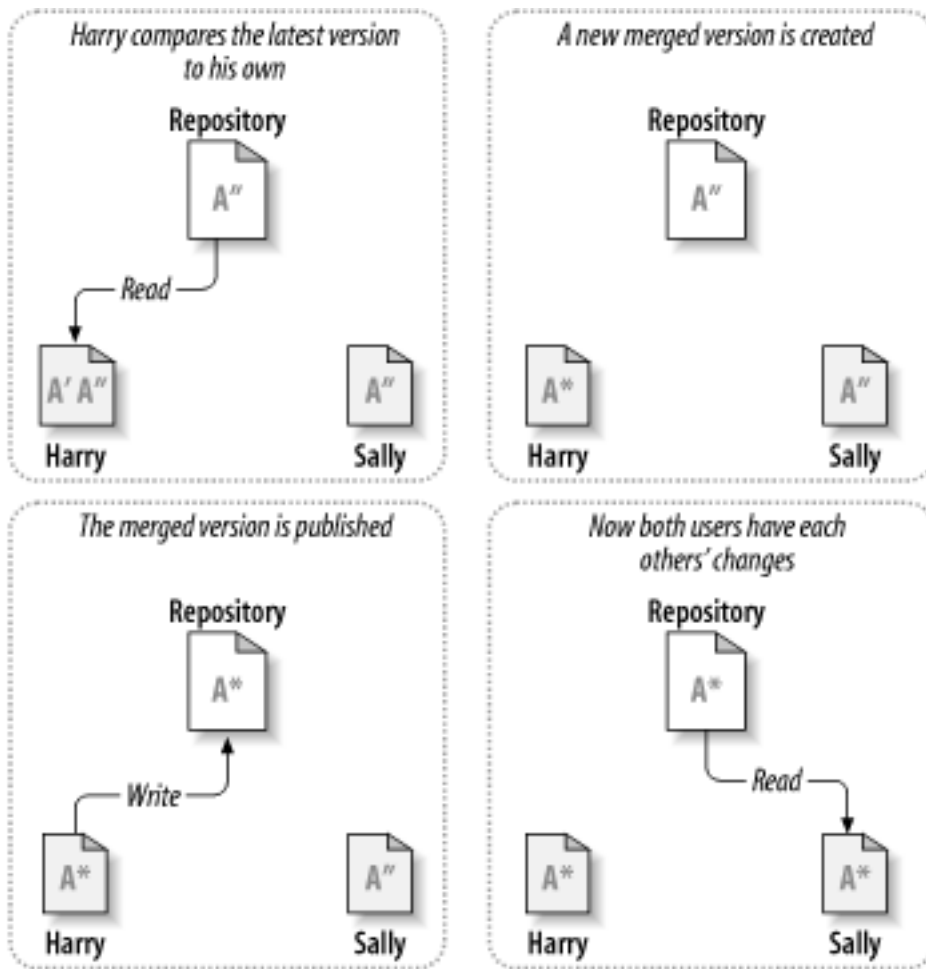 Harry compares the latest version
to his own
Repository
A″
Read
A′ A″
A″
Harry
Sally
A new merged version is created
Repository
A″
A*
A″
Harry
Sally
The merged version is published
Repository
A*
Write
A*
A″
Harry
Sally
Now both users have each
others’ changes
Repository
A*
Read
A*
A*
Harry
Sally